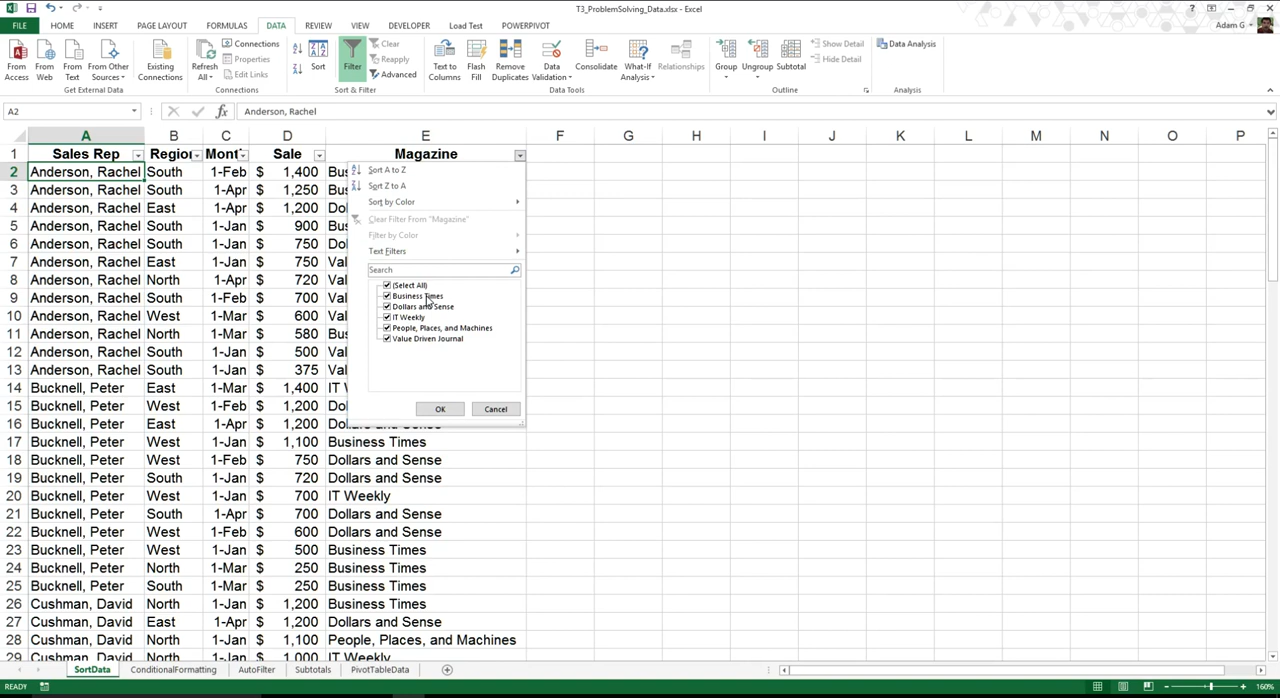 T3_ProblemSolving_Data.xlsx - Excel
FILE HOME INSERT PAGE LAYOUT FORMULAS DATA REVIEW VIEW DEVELOPER Load Test POWERPIVOT Adam G
From Access
From Web
From Text
From Other Sources
Existing Connections
Get External Data
Refresh All
Connections
Properties
Edit Links
Connections
Sort
Filter
Clear
Reapply
Advanced
Sort & Filter
Text to Columns
Flash Fill
Remove Duplicates
Data Validation
Consolidate
What-If Analysis
Relationships
Data Tools
Group
Ungroup
Subtotal
Show Detail
Hide Detail
Outline
Data Analysis
Analysis
A2 fx Anderson, Rachel
A B C D E F G H I J K L M N O P
1 Sales Rep Region Mont Sale Magazine
2 Anderson, Rachel South 1-Feb $ 1,400 Bus
3 Anderson, Rachel South 1-Apr $ 1,250 Bus
4 Anderson, Rachel East 1-Apr $ 1,200 Dol
5 Anderson, Rachel South 1-Jan $ 900 Bus
6 Anderson, Rachel South 1-Jan $ 750 Dol
7 Anderson, Rachel East 1-Jan $ 750 Val
8 Anderson, Rachel North 1-Apr $ 720 Val
9 Anderson, Rachel South 1-Feb $ 700 Val
10 Anderson, Rachel West 1-Mar $ 600 Val
11 Anderson, Rachel North 1-Mar $ 580 Bus
12 Anderson, Rachel South 1-Jan $ 500 Val
13 Anderson, Rachel South 1-Jan $ 375 Val
14 Bucknell, Peter East 1-Mar $ 1,400 IT
15 Bucknell, Peter West 1-Feb $ 1,200 Dol
16 Bucknell, Peter East 1-Apr $ 1,200 Dollars and Sense
17 Bucknell, Peter West 1-Jan $ 1,100 Business Times
18 Bucknell, Peter West 1-Feb $ 750 Dollars and Sense
19 Bucknell, Peter South 1-Jan $ 720 Dollars and Sense
20 Bucknell, Peter West 1-Jan $ 700 IT Weekly
21 Bucknell, Peter South 1-Apr $ 700 Dollars and Sense
22 Bucknell, Peter West 1-Feb $ 600 Dollars and Sense
23 Bucknell, Peter West 1-Jan $ 500 Business Times
24 Bucknell, Peter North 1-Mar $ 250 Business Times
25 Bucknell, Peter South 1-Mar $ 250 Business Times
26 Cushman, David North 1-Jan $ 1,200 Business Times
27 Cushman, David East 1-Apr $ 1,200 Dollars and Sense
28 Cushman, David North 1-Jan $ 1,100 People, Places, and Machines
29 Cushman, David North 1-Jan $ 1,000 IT Weekly
Sort A to Z
Sort Z to A
Sort by Color
Clear Filter From "Magazine"
Filter by Color
Text Filters
Search
(Select All)
Business Times
Dollars and Sense
IT Weekly
People, Places, and Machines
Value Driven Journal
OK Cancel
SortData ConditionalFormatting AutoFilter Subtotals PivotTableData
READY 160%